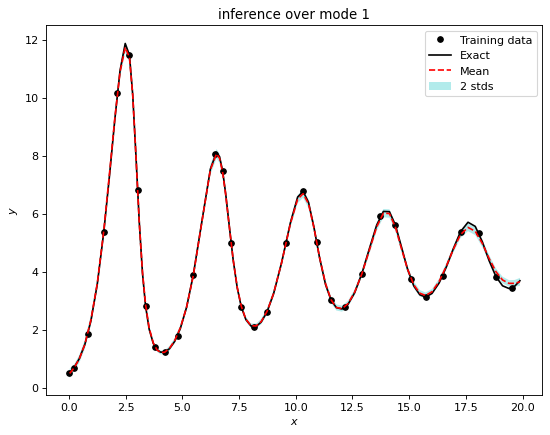 inference over mode 1
Training data
Exact
Mean
2 stds
y
12
10
8
6
4
2
0
0.0 2.5 5.0 7.5 10.0 12.5 15.0 17.5 20.0
x